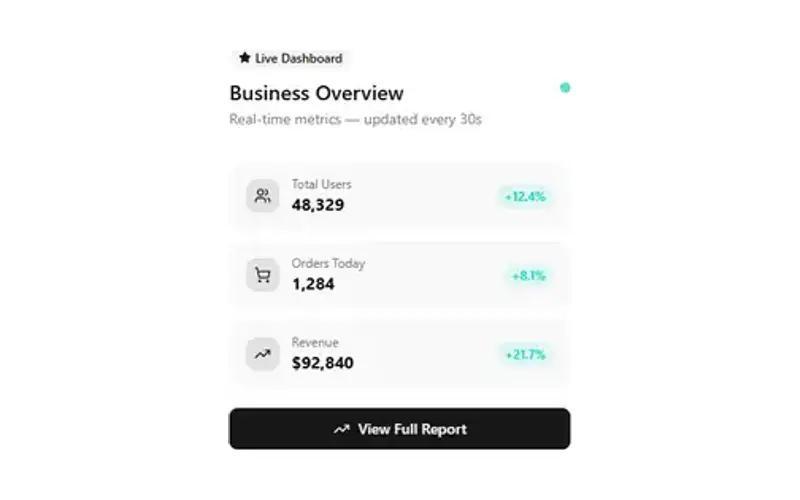 Live Dashboard
Business Overview
Real-time metrics — updated every 30s
Total Users
48,329
+12.4%
Orders Today
1,284
+8.1%
Revenue
$92,840
+21.7%
View Full Report